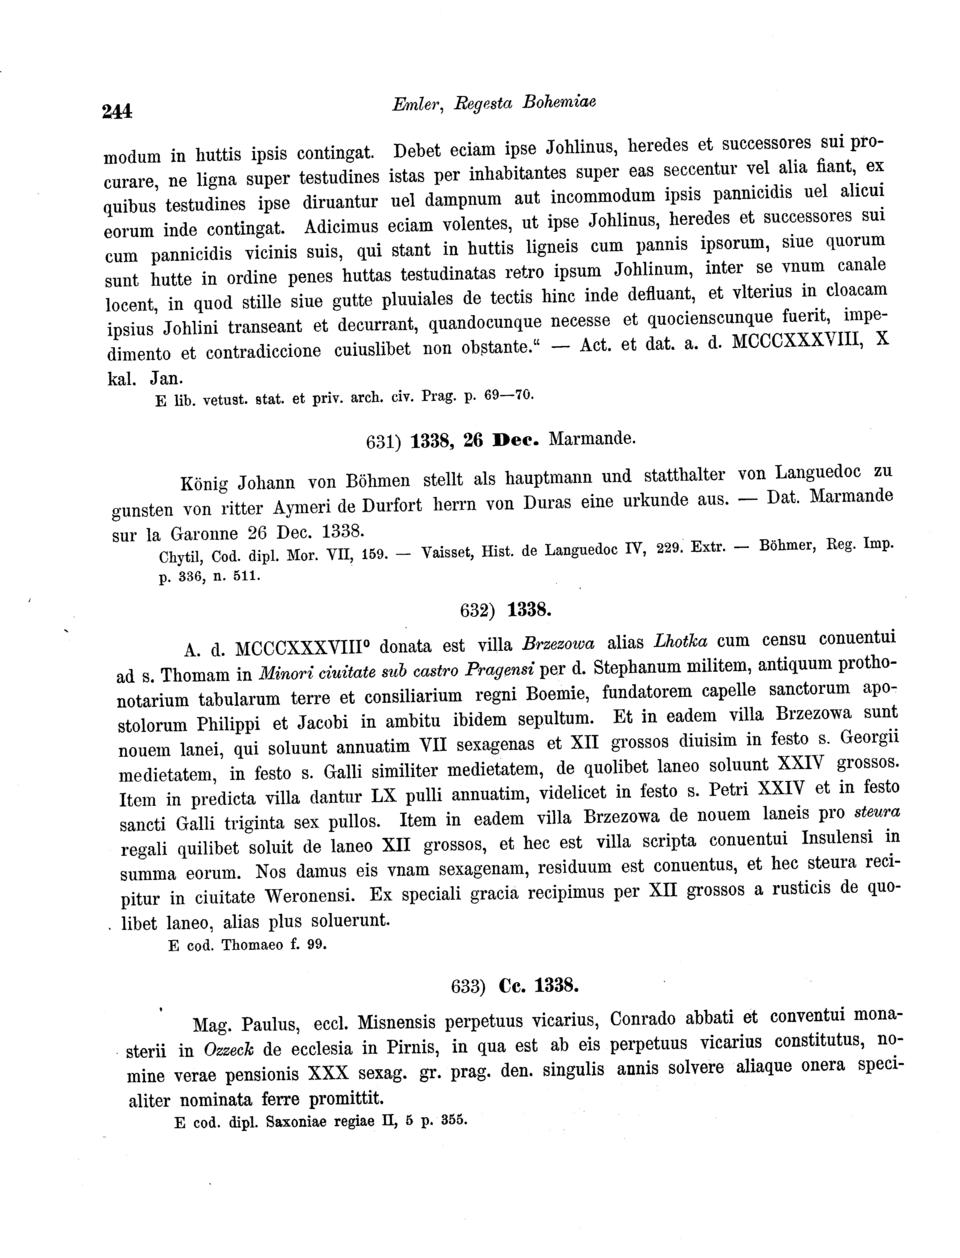 244
Emler, Regesta Bohemiae
modum in huttis ipsis contingat. Debet eciam ipse Johlinus, heredes et successores sui pro-
curare, ne ligna super testudines istas per inhabitantes super eas seccentur vel alia fiant, ex
quibus testudines ipse diruantur uel dampnum aut incommodum ipsis pannicidis uel alicui
eorum inde contingat. Adicimus eciam volentes, ut ipse Johlinus, heredes et successores sui
cum pannicidis vicinis suis, qui stant in huttis ligneis cum pannis ipsorum, siue quorum
sunt hutte in ordine penes huttas testudinatas retro ipsum Johlinum, inter se vnum canale
locent, in quod stille siue gutte pluuiales de tectis hinc inde defluant, et vlterius in cloacam
ipsius Johlini transeant et decurrant, quandocunque necesse et quocienscunque fuerit, impe-
dimento et contradiccione cuiuslibet non obstante.“ — Act. et dat. a. d. MCCCXXXVIII, X
kal. Jan.
E lib. vetust. stat. et priv. arch. civ. Prag. p. 69—70.
631) 1338, 26 Dec. Marmande.
König Johann von Böhmen stellt als hauptmann und statthalter von Languedoc zu
gunsten von ritter Aymeri de Durfort herrn von Duras eine urkunde aus. — Dat. Marmande
sur la Garonne 26 Dec. 1338.
Chytil, Cod. dipl. Mor. VII, 159. — Vaisset, Hist. de Languedoc IV, 229. Extr. — Böhmer, Reg. Imp.
p. 336, n. 511.
632) 1338.
A. d. MCCCXXXVIII⁰ donata est villa Brzezowa alias Lhotka cum censu conuentui
ad s. Thomam in Minori ciuitate sub castro Pragensi per d. Stephanum militem, antiquum protho-
notarium tabularum terre et consiliarium regni Boemie, fundatorem capelle sanctorum apo-
stolorum Philippi et Jacobi in ambitu ibidem sepultum. Et in eadem villa Brzezowa sunt
nouem lanei, qui soluunt annuatim VII sexagenas et XII grossos diuisim in festo s. Georgii
medietatem, in festo s. Galli similiter medietatem, de quolibet laneo soluunt XXIV grossos.
Item in predicta villa dantur LX pulli annuatim, videlicet in festo s. Petri XXIV et in festo
sancti Galli triginta sex pullos. Item in eadem villa Brzezowa de nouem laneis pro steura
regali quilibet soluit de laneo XII grossos, et hec est villa scripta conuentui Insulensi in
summa eorum. Nos damus eis vnam sexagenam, residuum est conuentus, et hec steura reci-
pitur in ciuitate Weronensi. Ex speciali gracia recipimus per XII grossos a rusticis de quo-
libet laneo, alias plus soluerunt.
E cod. Thomaeo f. 99.
633) Cc. 1338.
Mag. Paulus, eccl. Misnensis perpetuus vicarius, Conrado abbati et conventui mona-
sterii in Ozzeck de ecclesia in Pirnis, in qua est ab eis perpetuus vicarius constitutus, no-
mine verae pensionis XXX sexag. gr. prag. den. singulis annis solvere aliaque onera speci-
aliter nominata ferre promittit.
E cod. dipl. Saxoniae regiae II, 5 p. 355.